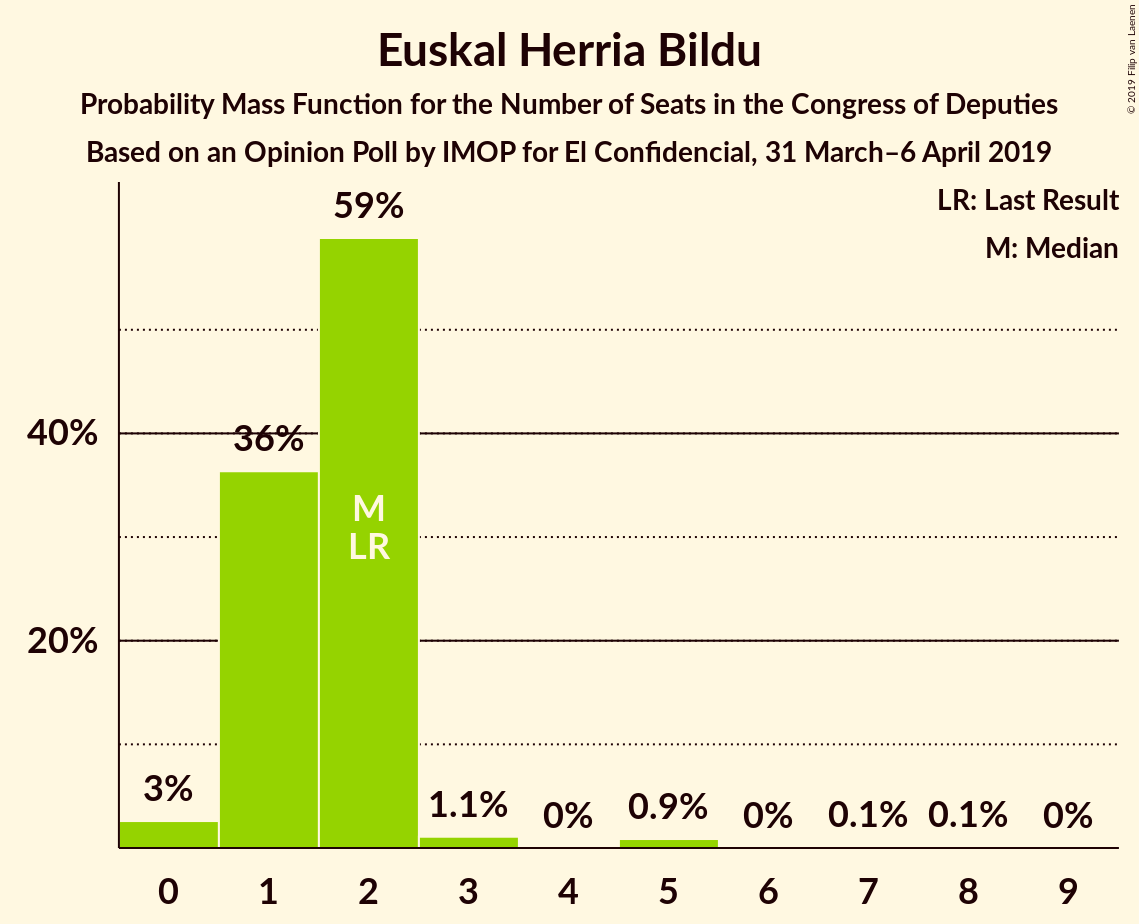 Euskal Herria Bildu
Probability Mass Function for the Number of Seats in the Congress of Deputies
Based on an Opinion Poll by IMOP for El Confidencial, 31 March–6 April 2019
© 2019 Filip van Laenen
LR: Last Result
M: Median
59%
40%
36%
M
LR
20%
3%
1.1%
0%
0.9%
0%
0.1%
0.1%
0%
0 1 2 3 4 5 6 7 8 9